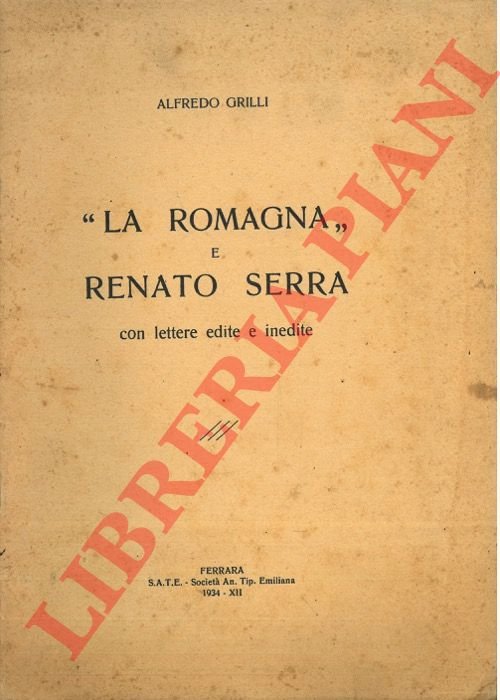 ALFREDO GRILLI
“LA ROMAGNA„
E
RENATO SERRA
con lettere edite e inedite
FERRARA
S.A.T.E. - Società An. Tip. Emiliana
1934 - XII
LIBRERIA PIANI